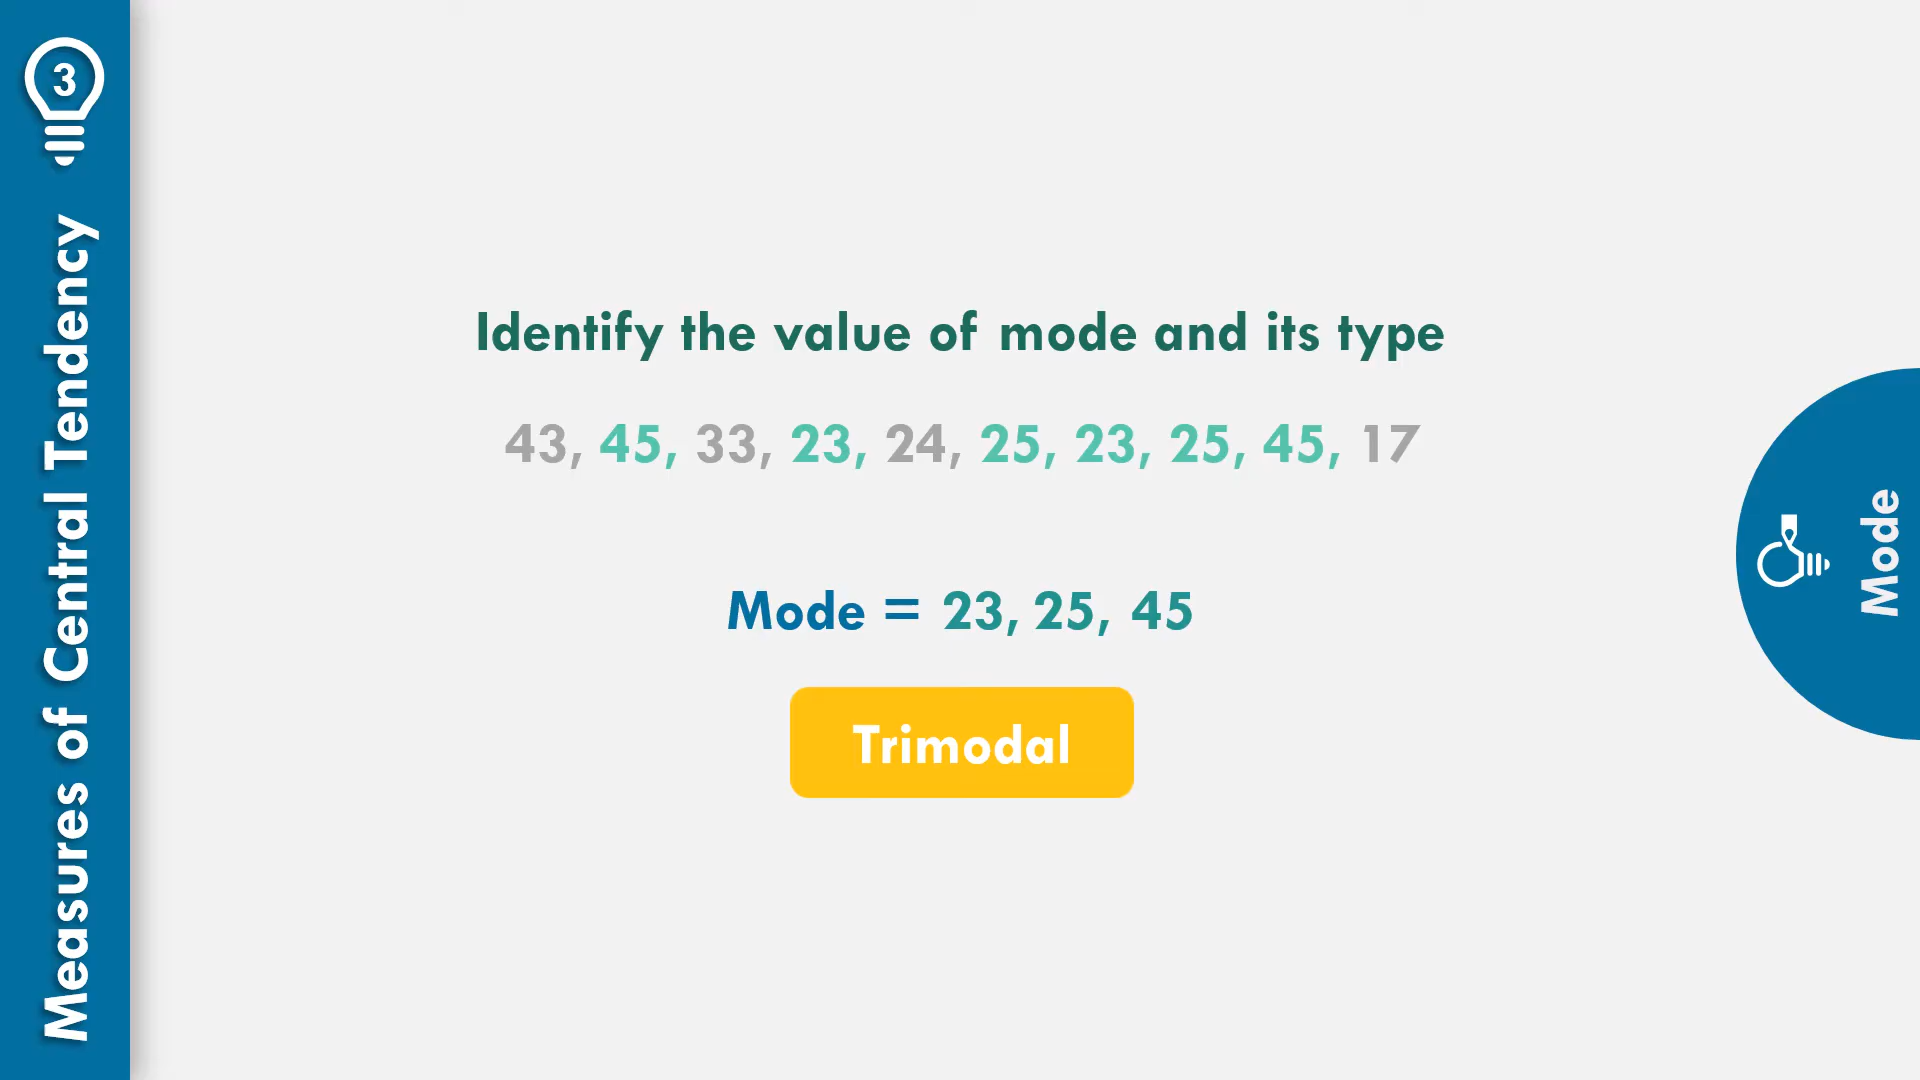 3
Measures of Central Tendency
Identify the value of mode and its type
43, 45, 33, 23, 24, 25, 23, 25, 45, 17
Mode = 23, 25, 45
Trimodal
Mode